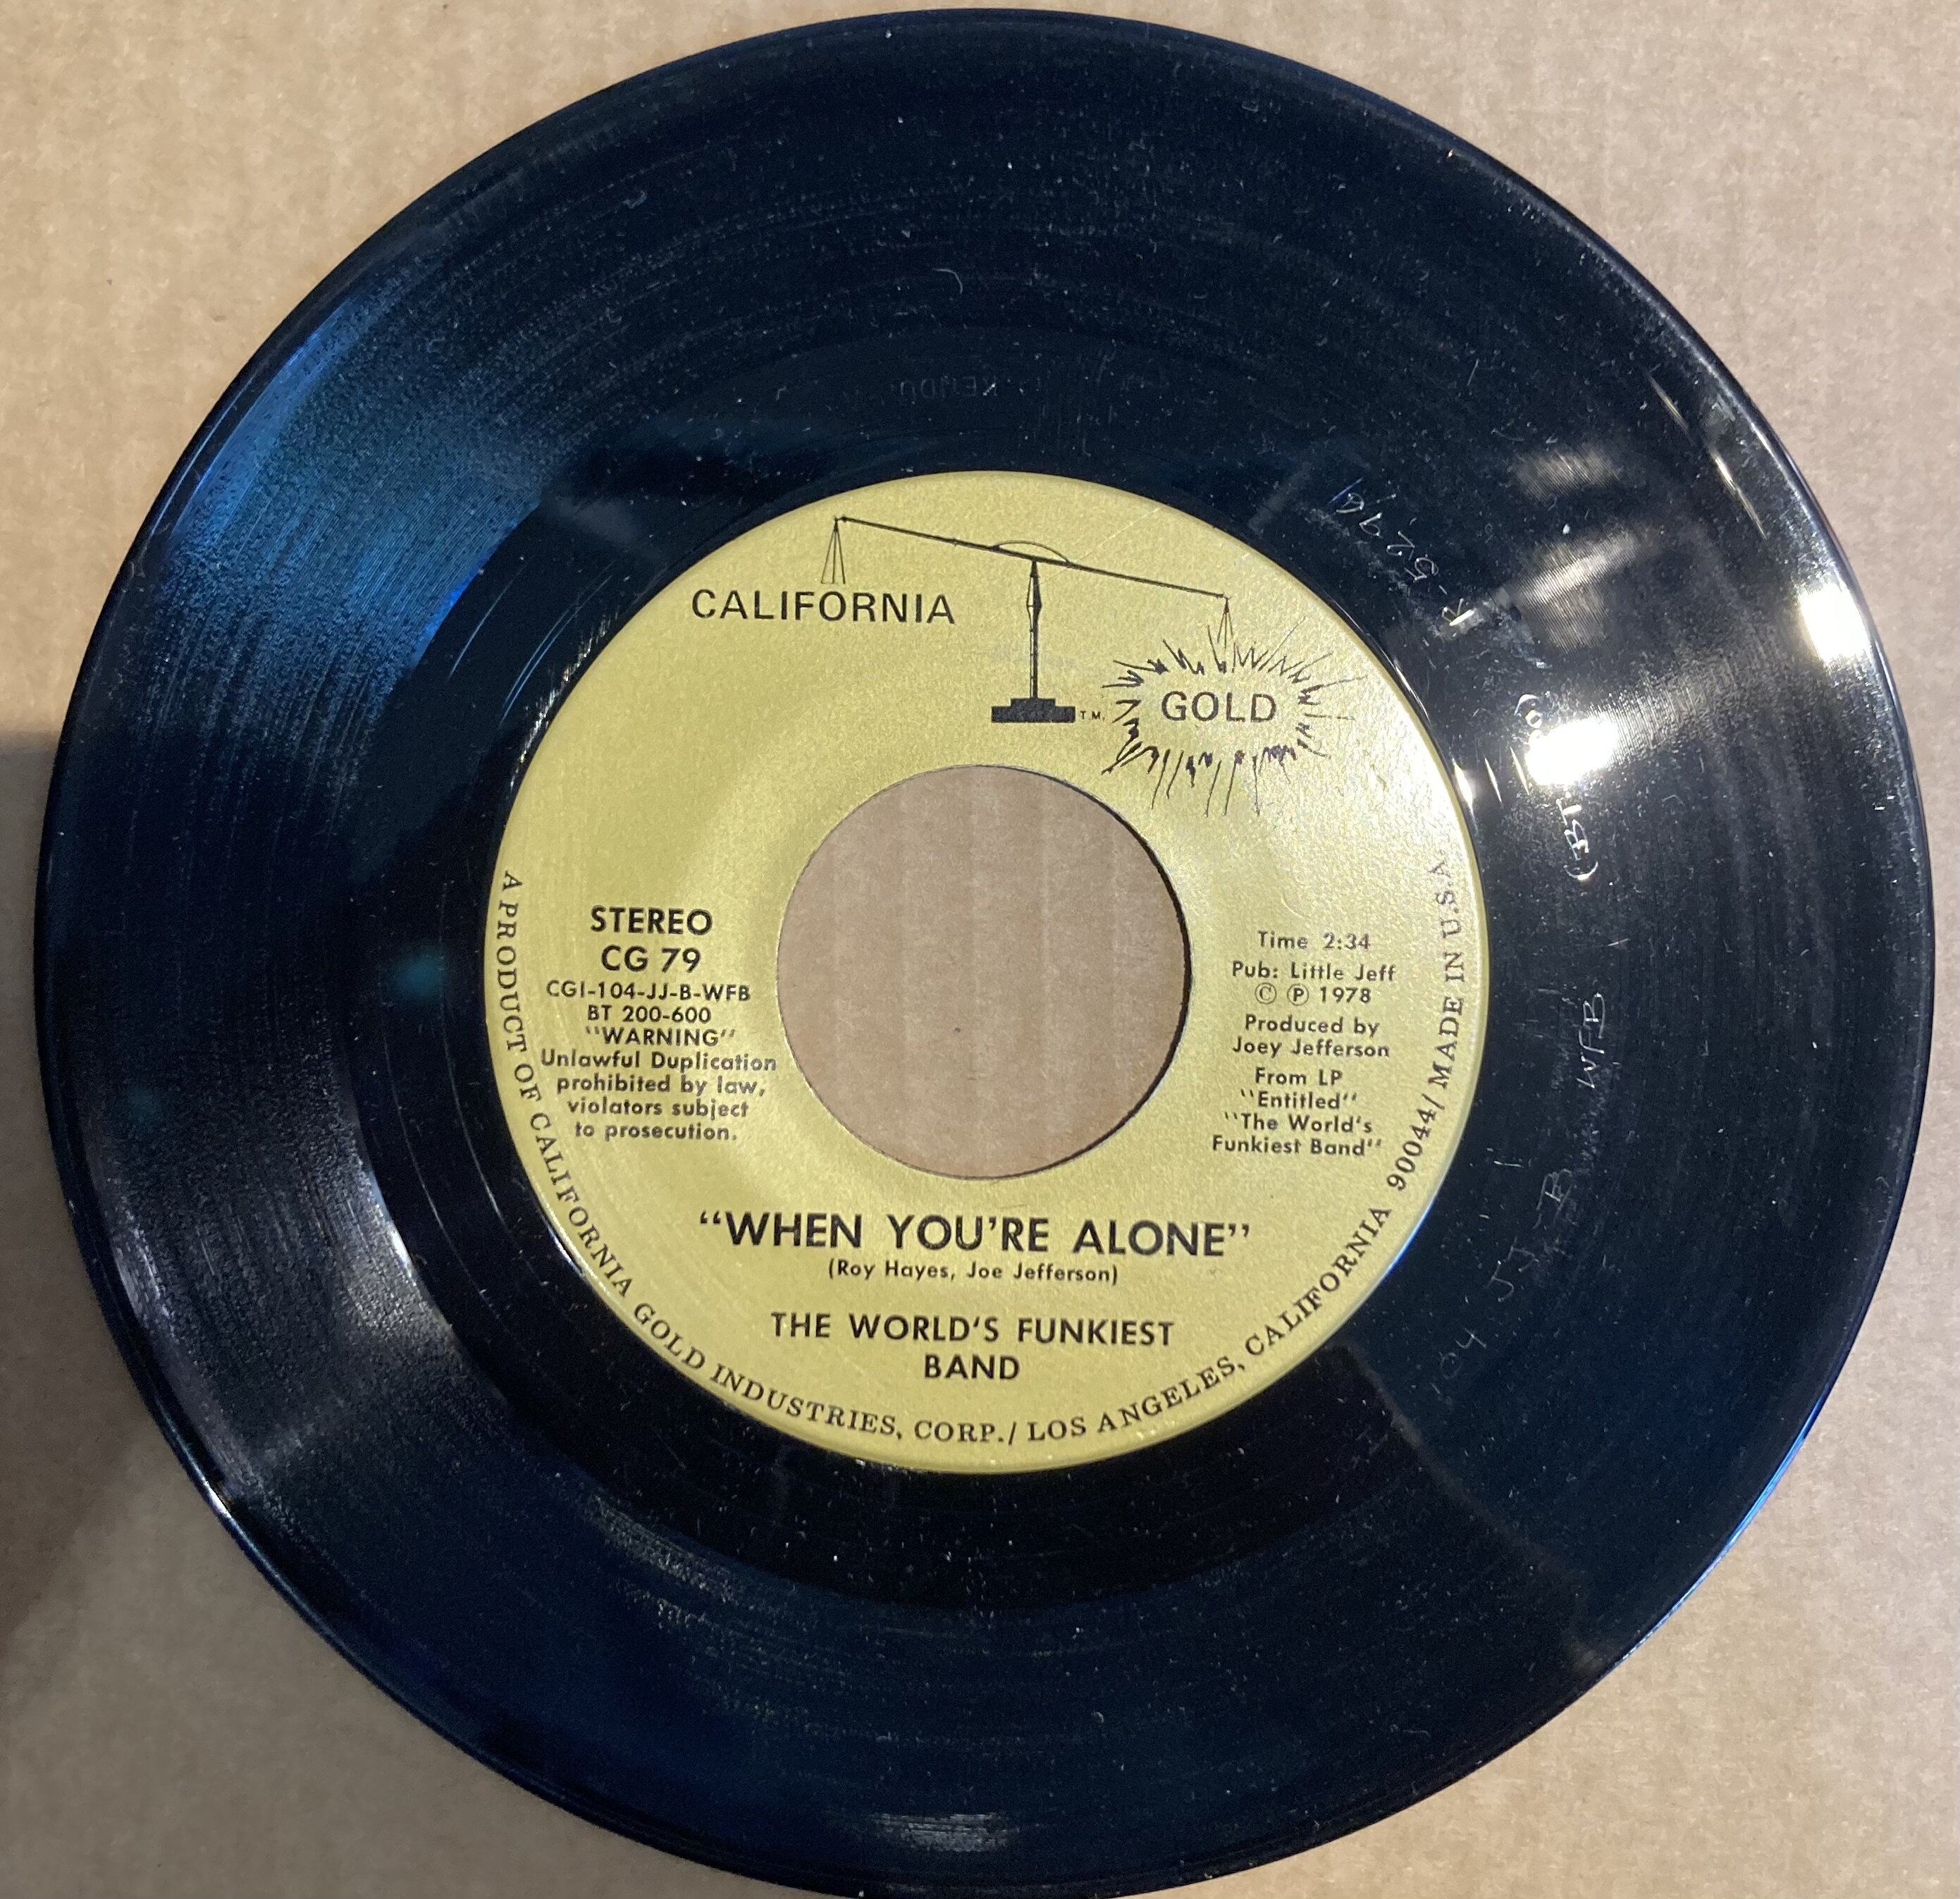 CALIFORNIA
T.M.
GOLD
STEREO
CG 79
CGI-104-JJ-B-WFB
BT 200-600
"WARNING"
Unlawful Duplication
prohibited by law,
violators subject
to prosecution.
Time 2:34
Pub: Little Jeff
© ℗ 1978
Produced by
Joey Jefferson
From LP
"Entitled"
"The World's
Funkiest Band"
"WHEN YOU'RE ALONE"
(Roy Hayes, Joe Jefferson)
THE WORLD'S FUNKIEST
BAND
A PRODUCT OF CALIFORNIA GOLD INDUSTRIES, CORP./ LOS ANGELES, CALIFORNIA 90044/ MADE IN U.S.A
104 JJ B WFB